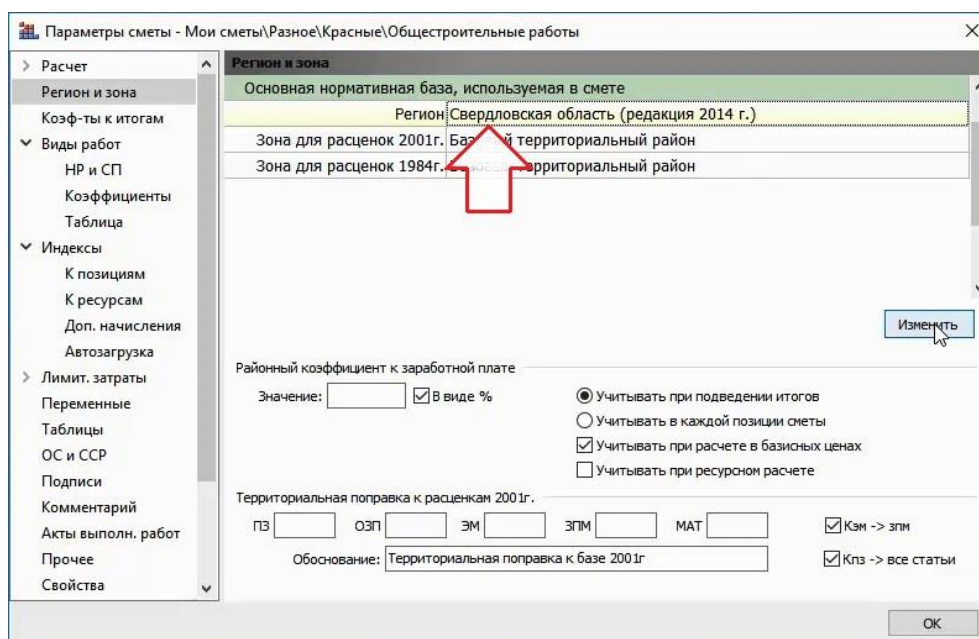 Параметры сметы - Мои сметы\Разное\Красные\Общестроительные работы
Расчет
Регион и зона
Коэф-ты к итогам
Виды работ
НР и СП
Коэффициенты
Таблица
Индексы
К позициям
К ресурсам
Доп. начисления
Автозагрузка
Лимит. затраты
Переменные
Таблицы
ОС и ССР
Подписи
Комментарий
Акты выполн. работ
Прочее
Свойства
Регион и зона
Основная нормативная база, используемая в смете
Регион Свердловская область (редакция 2014 г.)
Зона для расценок 2001г. территориальный район
Зона для расценок 1984г. территориальный район
Изменить
Районный коэффициент к заработной плате
Значение: В виде %
Учитывать при подведении итогов
Учитывать в каждой позиции сметы
Учитывать при расчете в базисных ценах
Учитывать при ресурсном расчете
Территориальная поправка к расценкам 2001г.
ПЗ ОЗП ЭМ ЗПМ МАТ Кэм -> зпм
Обоснование: Территориальная поправка к базе 2001г Кпз -> все статьи
OK